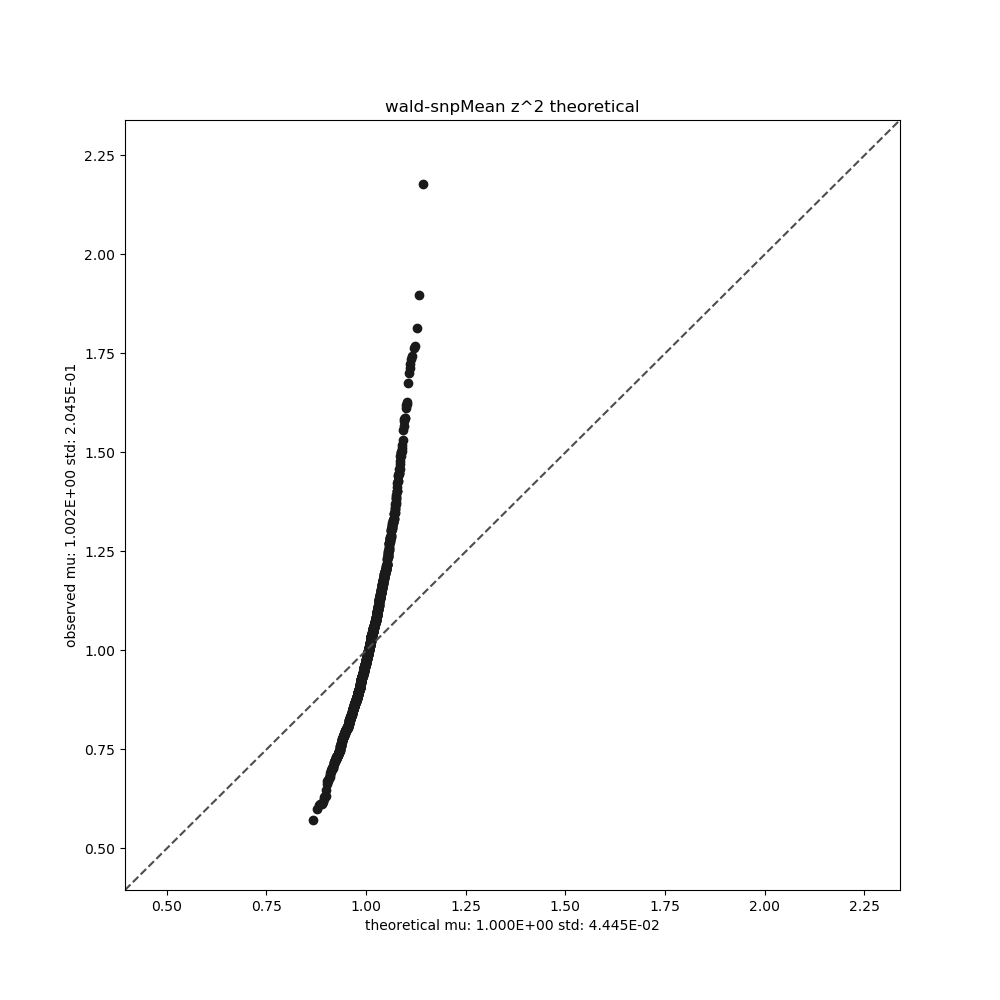 wald-snpMean z^2 theoretical
2.25
2.00
1.75
1.50
1.25
1.00
0.75
0.50
observed mu: 1.002E+00 std: 2.045E-01
0.50 0.75 1.00 1.25 1.50 1.75 2.00 2.25
theoretical mu: 1.000E+00 std: 4.445E-02